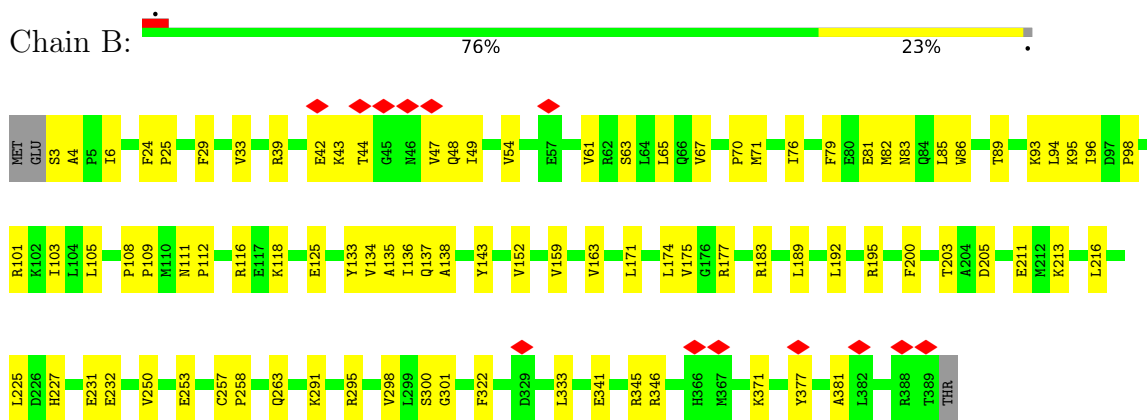 Chain B:
76% 23%
MET GLU S3 A4 P5 I6 F24 P25 F29 V33 R39 E42 K43 T44 G45 N46 V47 Q48 I49 V54 E57 V61 R62 S63 L64 L65 Q66 V67 P70 M71 I76 F79 E80 E81 M82 N83 Q84 L85 W86 T89 K93 L94 K95 I96 D97 P98
R101 K102 I103 L104 L105 P108 P109 M110 N111 P112 R116 E117 K118 E125 Y133 V134 A135 I136 Q137 A138 Y143 V152 V159 V163 L171 L174 V175 G176 R177 R183 L189 L192 R195 F200 T203 A204 D205 E211 M212 K213 L216
L225 D226 H227 E231 E232 V250 E253 C257 P258 Q263 K291 R295 V298 L299 S300 G301 F322 D329 L333 E341 R345 R346 H366 M367 K371 Y377 A381 L382 R388 T389 THR